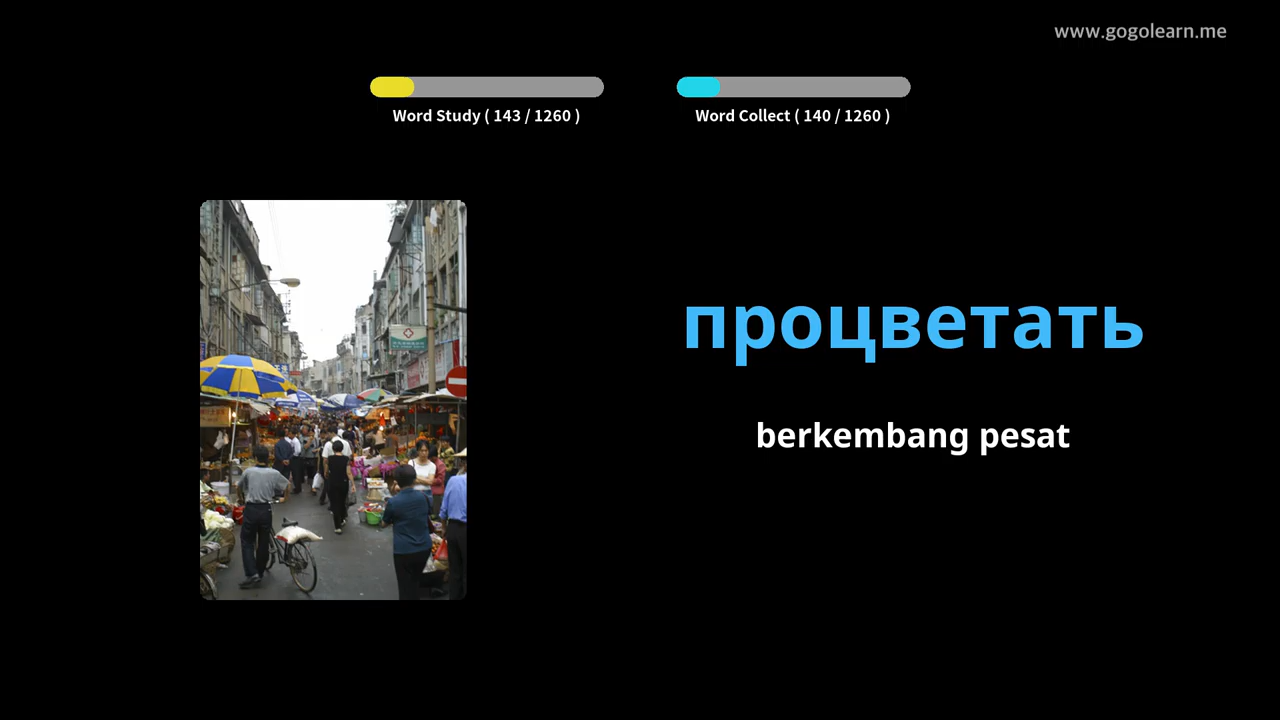 www.gogolearn.me
Word Study ( 143 / 1260 )
Word Collect ( 140 / 1260 )
процветать
berkembang pesat